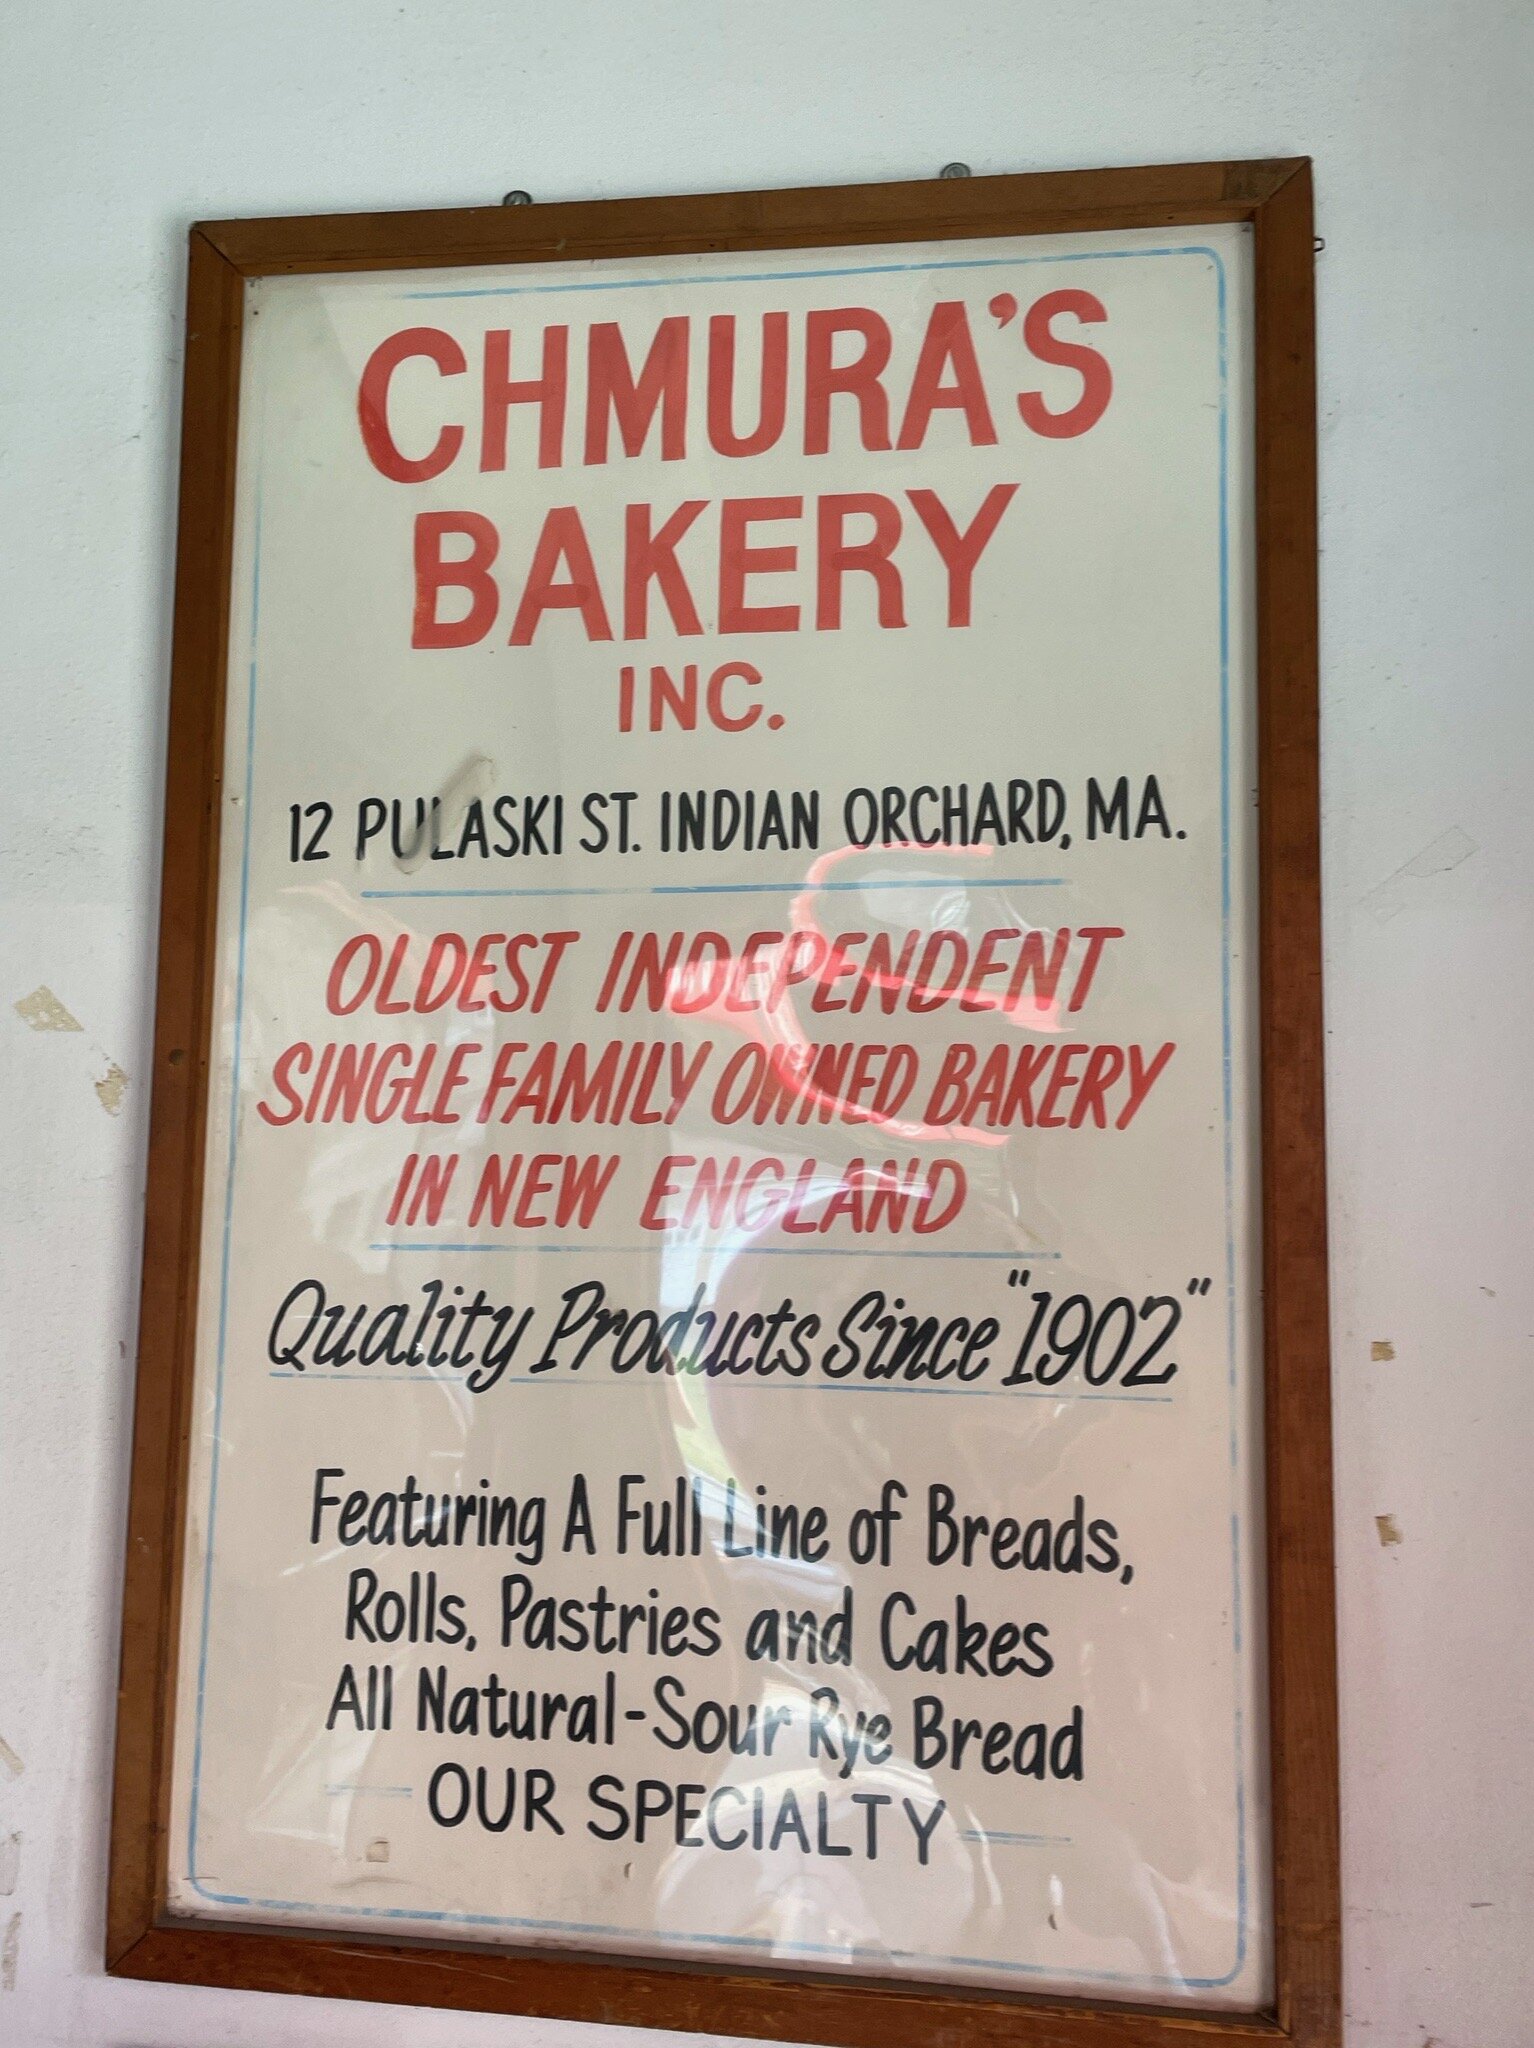 CHMURA'S
BAKERY
INC.
12 PULASKI ST. INDIAN ORCHARD, MA.
OLDEST INDEPENDENT
SINGLE FAMILY OWNED BAKERY
IN NEW ENGLAND
Quality Products Since "1902"
Featuring A Full Line of Breads,
Rolls, Pastries and Cakes
All Natural-Sour Rye Bread
OUR SPECIALTY